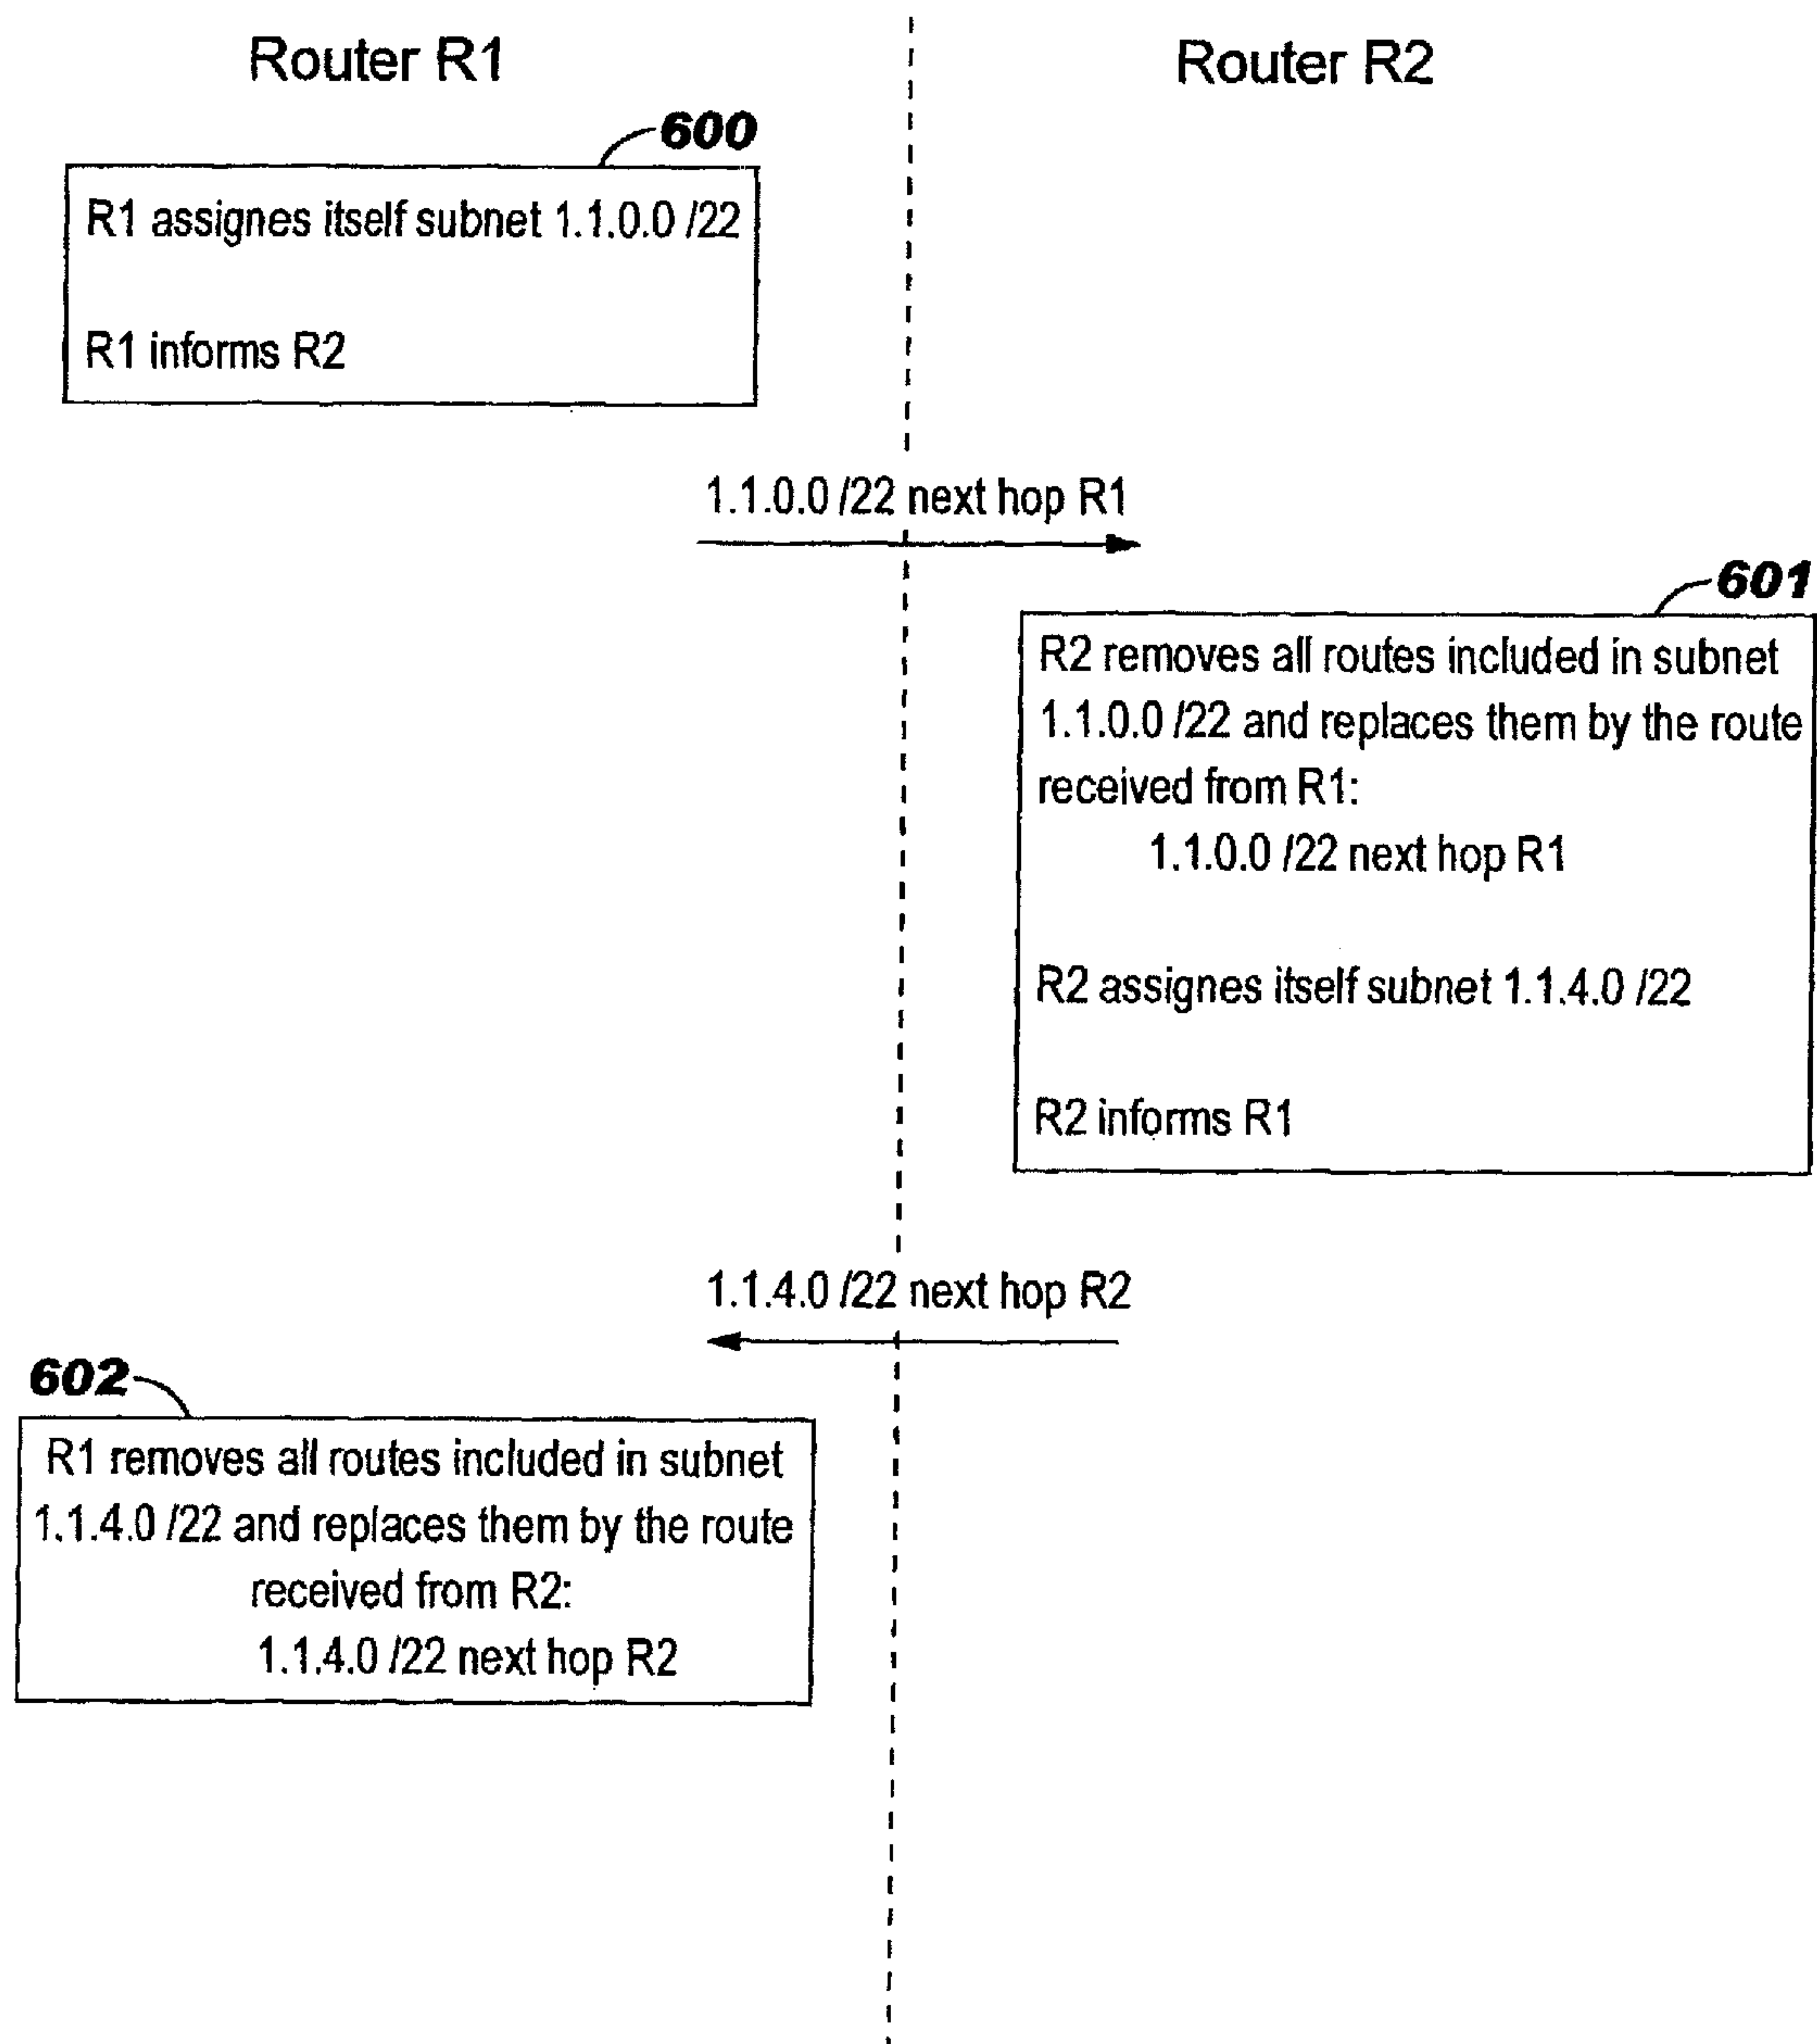 Router R1
Router R2
600
R1 assignes itself subnet 1.1.0.0 /22
R1 informs R2
1.1.0.0 /22 next hop R1
601
R2 removes all routes included in subnet
1.1.0.0 /22 and replaces them by the route
received from R1:
1.1.0.0 /22 next hop R1
R2 assignes itself subnet 1.1.4.0 /22
R2 informs R1
1.1.4.0 /22 next hop R2
602
R1 removes all routes included in subnet
1.1.4.0 /22 and replaces them by the route
received from R2:
1.1.4.0 /22 next hop R2